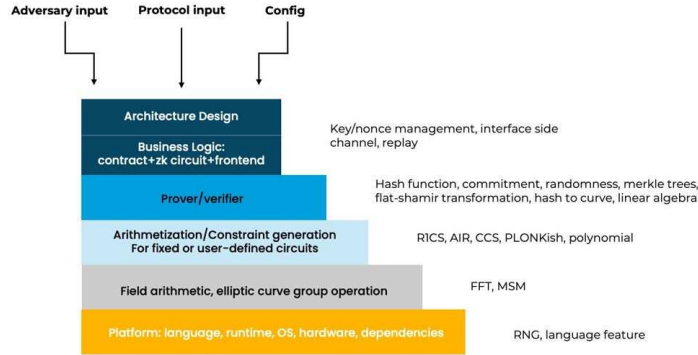 Adversary input
Protocol input
Config
Architecture Design
Business Logic:
contract+zk circuit+frontend
Key/nonce management, interface side
channel, replay
Prover/verifier
Hash function, commitment, randomness, merkle trees,
flat-shamir transformation, hash to curve, linear algebra
Arithmetization/Constraint generation
For fixed or user-defined circuits
R1CS, AIR, CCS, PLONKish, polynomial
Field arithmetic, elliptic curve group operation
FFT, MSM
Platform: language, runtime, OS, hardware, dependencies
RNG, language feature